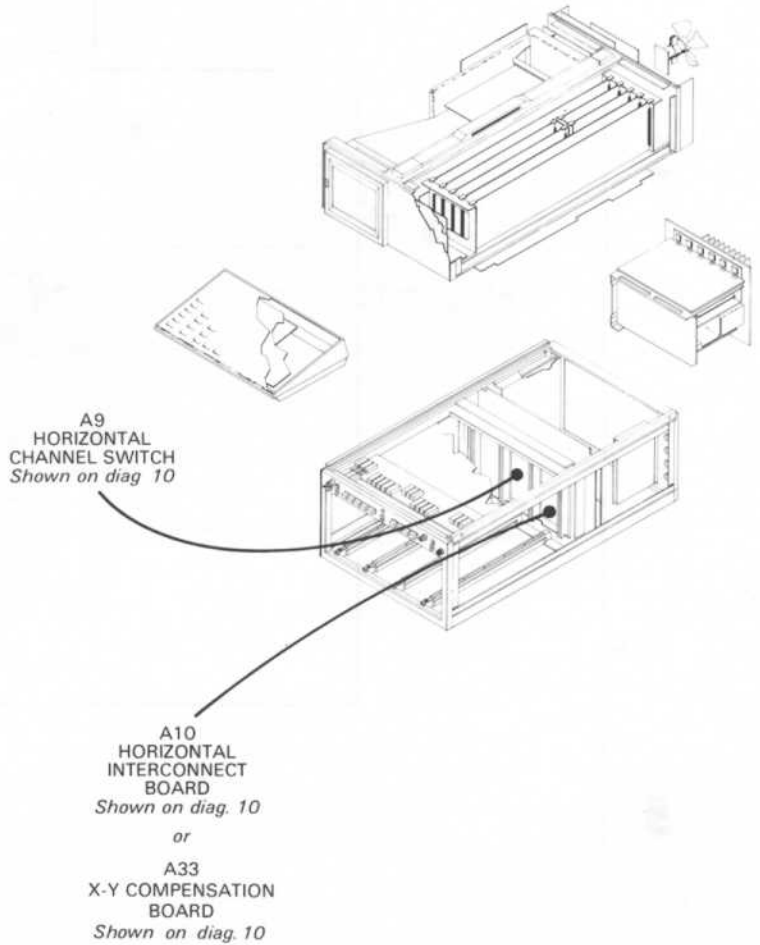 A9
HORIZONTAL
CHANNEL SWITCH
Shown on diag 10
A10
HORIZONTAL
INTERCONNECT
BOARD
Shown on diag. 10
or
A33
X-Y COMPENSATION
BOARD
Shown on diag. 10